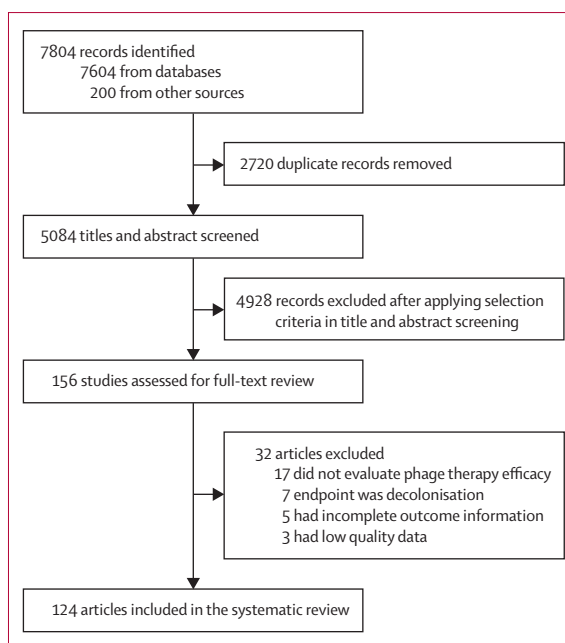 7804 records identified
7604 from databases
200 from other sources
2720 duplicate records removed
5084 titles and abstract screened
4928 records excluded after applying selection
criteria in title and abstract screening
156 studies assessed for full-text review
32 articles excluded
17 did not evaluate phage therapy efficacy
7 endpoint was decolonisation
5 had incomplete outcome information
3 had low quality data
124 articles included in the systematic review